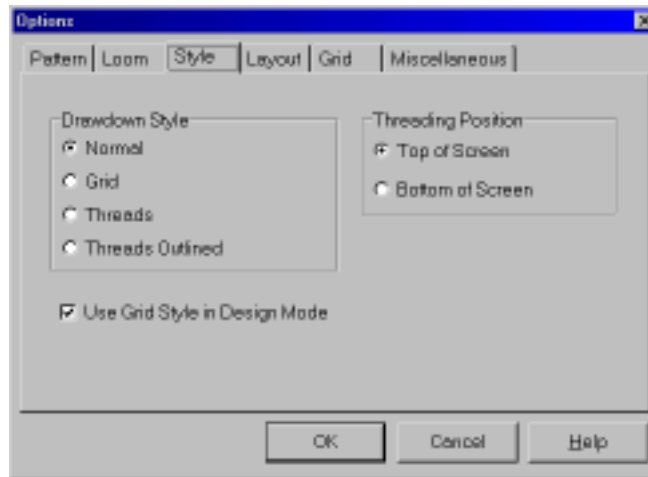 Options
Pattern Loom Style Layout Grid Miscellaneous
Drawdown Style
Normal
Grid
Threads
Threads Outlined
Threading Position
Top of Screen
Bottom of Screen
Use Grid Style in Design Mode
OK Cancel Help